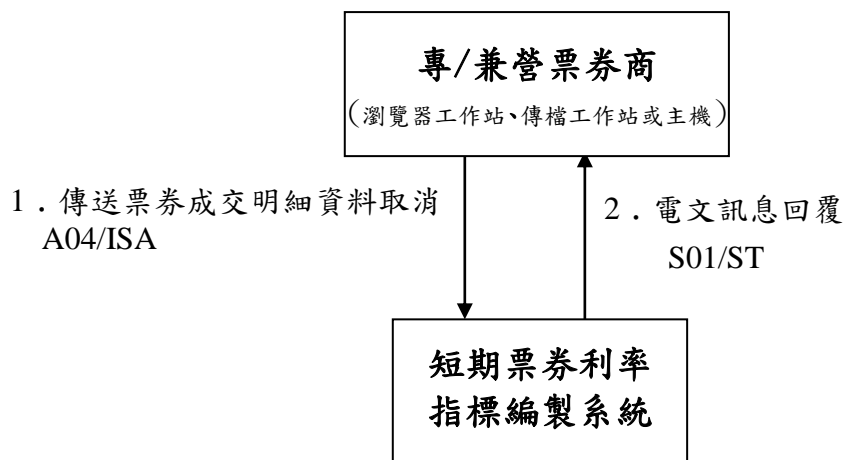 專/兼營票券商
(瀏覽器工作站、傳檔工作站或主機)
1.傳送票券成交明細資料取消
A04/ISA
2.電文訊息回覆
S01/ST
短期票券利率
指標編製系統